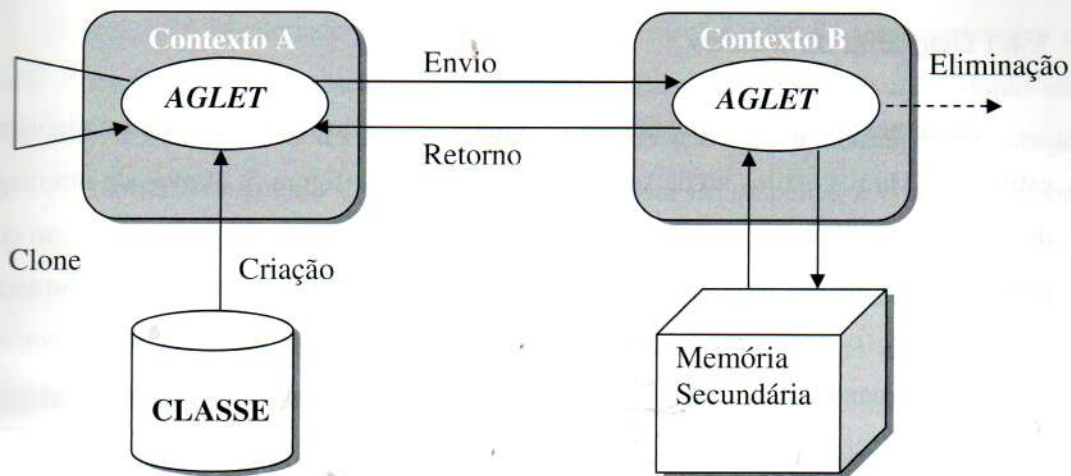 Contexto A
Contexto B
Envio
Eliminação
AGLET
AGLET
Retorno
Clone
Criação
Memória
Secundária
CLASSE